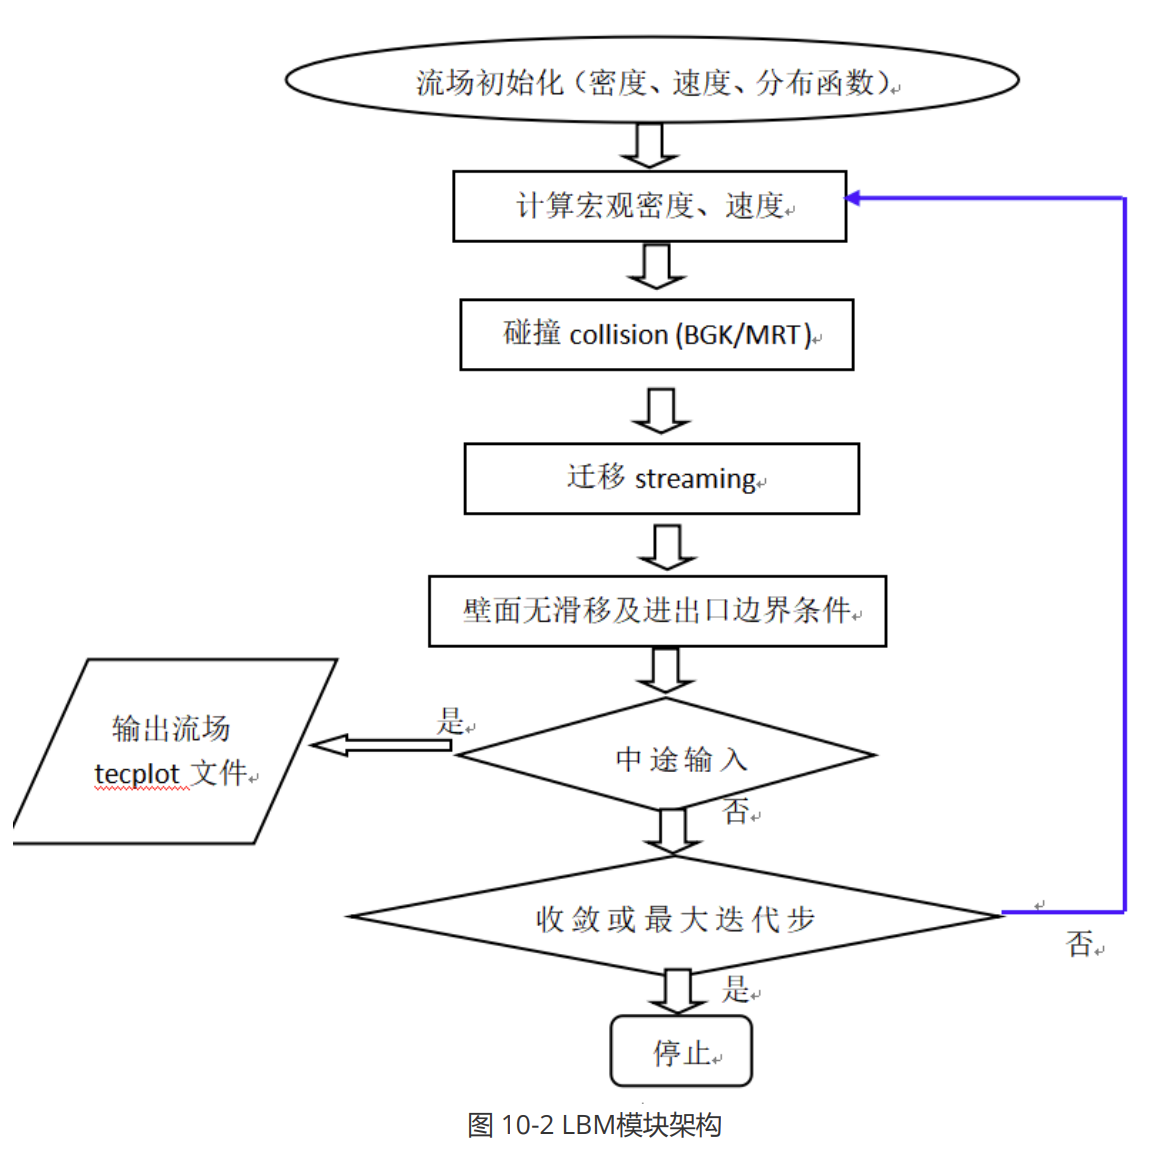 流场初始化（密度、速度、分布函数）
计算宏观密度、速度
碰撞 collision (BGK/MRT)
迁移 streaming
壁面无滑移及进出口边界条件
是
输出流场
tecplot 文件
中途输入
否
收敛或最大迭代步
否
是
停止
图 10-2 LBM模块架构